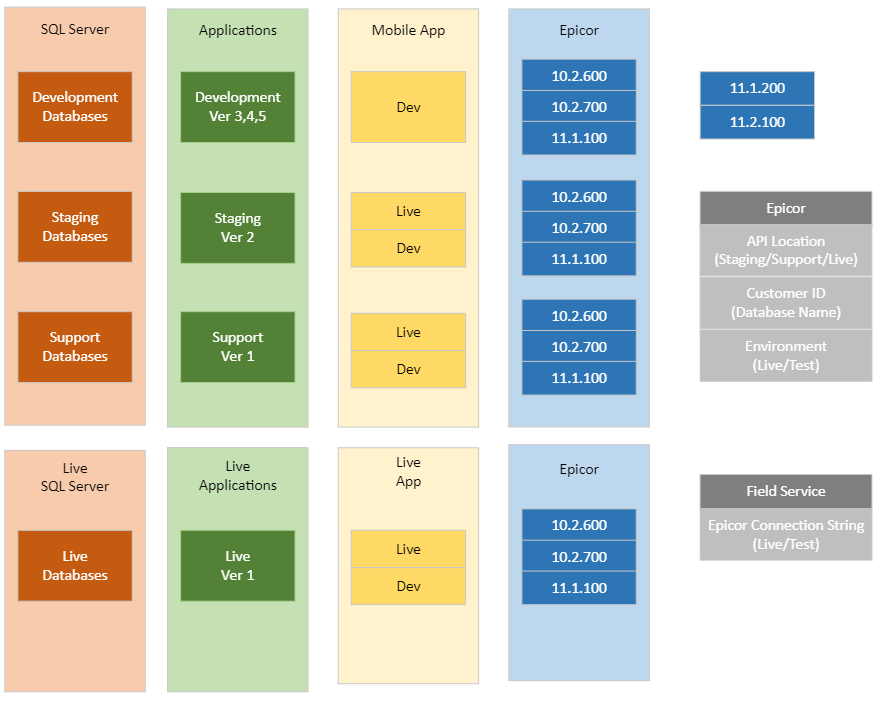 SQL Server
Development
Databases
Staging
Databases
Support
Databases
Applications
Development
Ver 3,4,5
Staging
Ver 2
Support
Ver 1
Mobile App
Dev
Live
Dev
Live
Dev
Epicor
10.2.600
10.2.700
11.1.100
10.2.600
10.2.700
11.1.100
10.2.600
10.2.700
11.1.100
11.1.200
11.2.100
Epicor
API Location
(Staging/Support/Live)
Customer ID
(Database Name)
Environment
(Live/Test)
Live
SQL Server
Live
Databases
Live
Applications
Live
Ver 1
Live
App
Live
Dev
Epicor
10.2.600
10.2.700
11.1.100
Field Service
Epicor Connection String
(Live/Test)